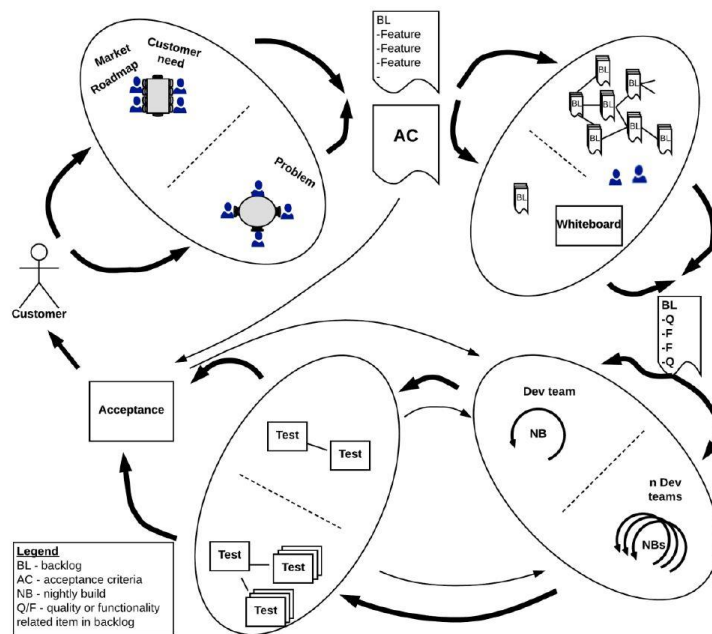 Market
Roadmap
Customer
need
Problem
BL
-Feature
-Feature
-Feature
-
AC
BL
BL
BL
BL
BL
BL
BL
BL
Whiteboard
Customer
BL
-Q
-F
-F
-Q
Acceptance
Test
Test
Dev team
NB
n Dev
teams
NBs
Test
Test
Test
Legend
BL - backlog
AC - acceptance criteria
NB - nightly build
Q/F - quality or functionality
related item in backlog